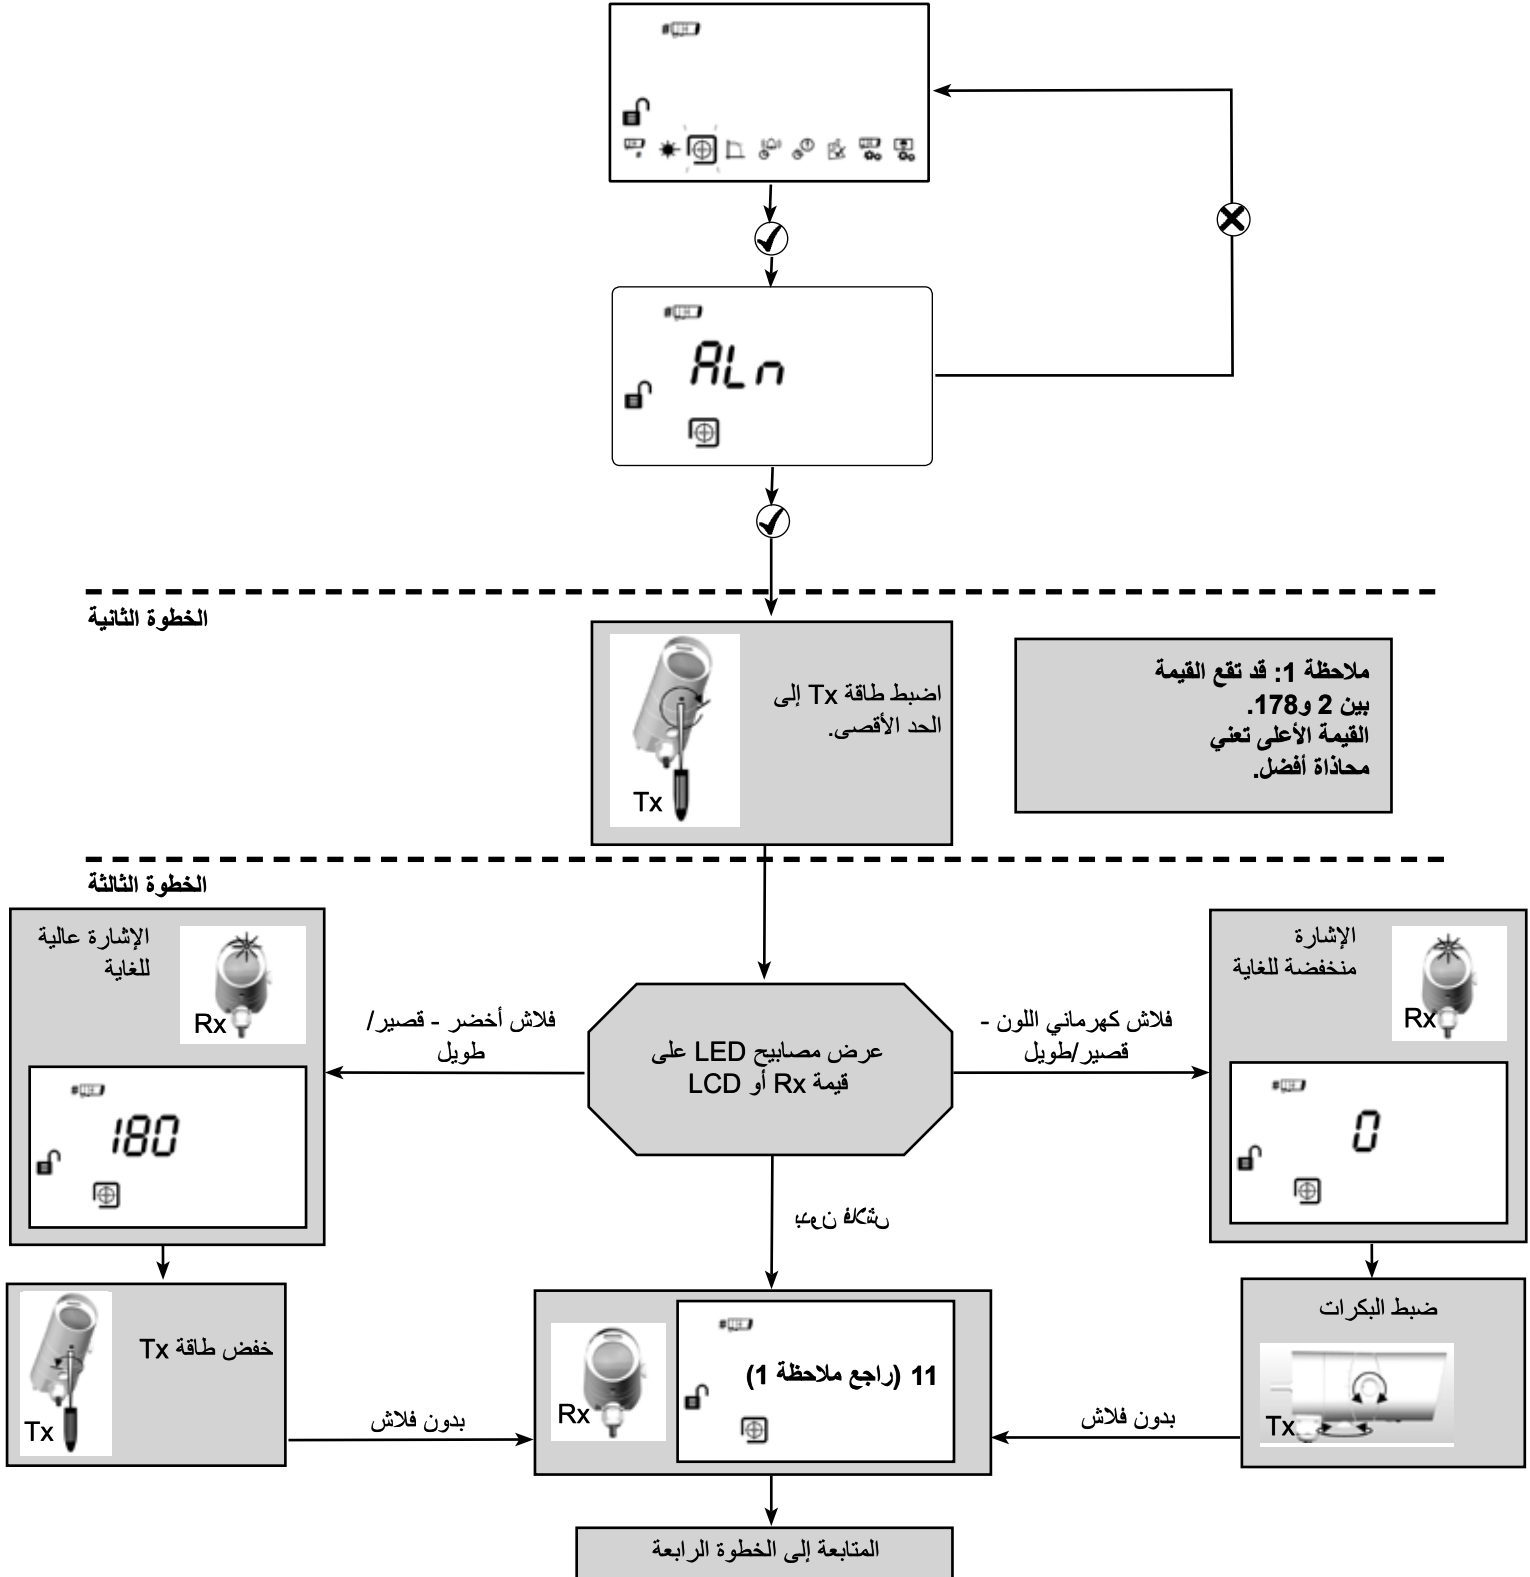 ALn
الخطوة الثانية
اضبط طاقة Tx إلى
الحد الأقصى.
Tx
ملاحظة 1: قد تقع القيمة
بين 2 و178.
القيمة الأعلى تعني
محاذاة أفضل.
الخطوة الثالثة
الإشارة
منخفضة للغاية
Rx
0
فلاش كهرماني اللون -
قصير/طويل
عرض مصابيح LED على
قيمة Rx أو LCD
فلاش أخضر - قصير/
طويل
الإشارة عالية
للغاية
Rx
180
بدون فلاش
ضبط البكرات
Tx
بدون فلاش
11 (راجع ملاحظة 1)
Rx
بدون فلاش
خفض طاقة Tx
Tx
المتابعة إلى الخطوة الرابعة